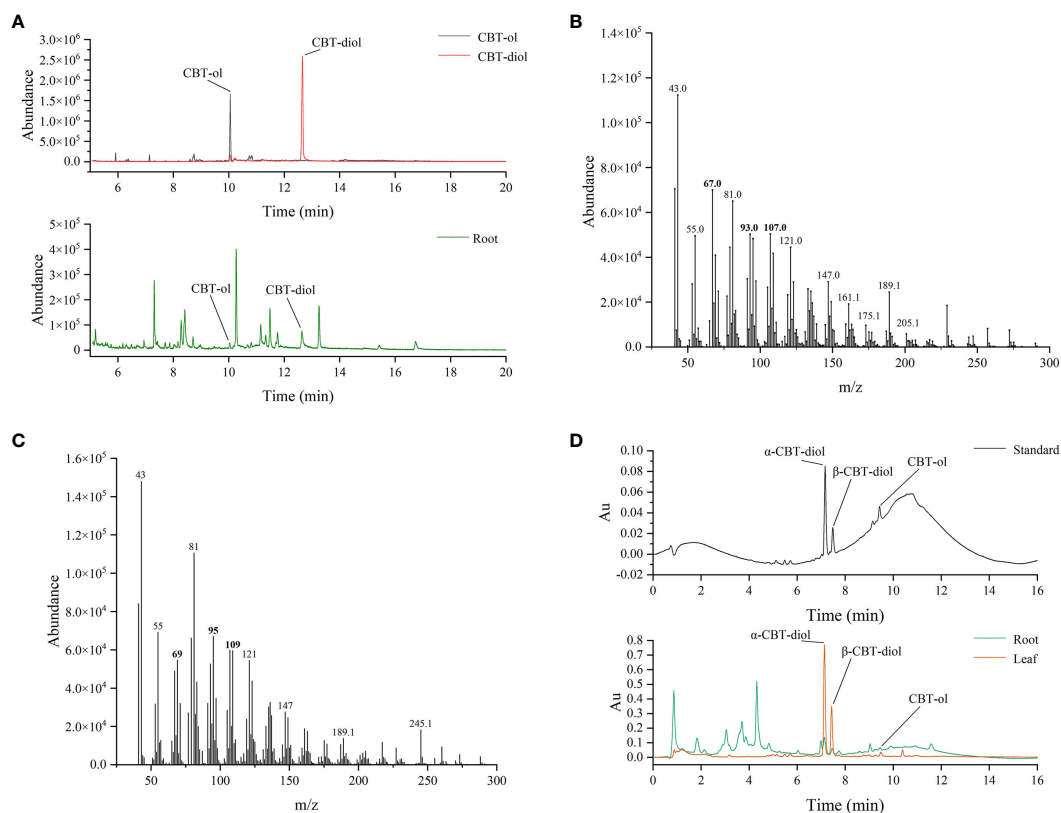 A
3.0×10⁶
2.5×10⁶
2.0×10⁶
1.5×10⁶
1.0×10⁶
5.0×10⁵
0.0
Abundance
CBT-ol
CBT-diol
CBT-ol
CBT-diol
6 8 10 12 14 16 18 20
Time (min)
5×10⁵
4×10⁵
3×10⁵
2×10⁵
1×10⁵
0
Abundance
CBT-ol
CBT-diol
Root
6 8 10 12 14 16 18 20
Time (min)
B
1.4×10⁵
1.2×10⁵
1.0×10⁵
8.0×10⁴
6.0×10⁴
4.0×10⁴
2.0×10⁴
0.0
Abundance
43.0
55.0
67.0
81.0
93.0
107.0
121.0
147.0
161.1
175.1
189.1
205.1
50 100 150 200 250 300
m/z
C
1.6×10⁵
1.4×10⁵
1.2×10⁵
1.0×10⁵
8.0×10⁴
6.0×10⁴
4.0×10⁴
2.0×10⁴
0.0
Abundance
43
55
69
81
95
109
121
147
189.1
245.1
50 100 150 200 250 300
m/z
D
0.10
0.08
0.06
0.04
0.02
0.00
-0.02
Au
α-CBT-diol
β-CBT-diol
CBT-ol
Standard
0 2 4 6 8 10 12 14 16
Time (min)
0.8
0.7
0.6
0.5
0.4
0.3
0.2
0.1
0.0
Au
α-CBT-diol
β-CBT-diol
CBT-ol
Root
Leaf
0 2 4 6 8 10 12 14 16
Time (min)